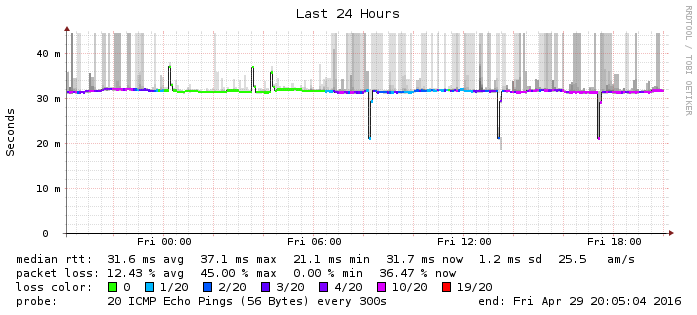 Last 24 Hours
RRDTOOL / TOBI OETIKER
Seconds
40 m
30 m
20 m
10 m
0
Fri 00:00 Fri 06:00 Fri 12:00 Fri 18:00
median rtt: 31.6 ms avg 37.1 ms max 21.1 ms min 31.7 ms now 1.2 ms sd 25.5 am/s
packet loss: 12.43 % avg 45.00 % max 0.00 % min 36.47 % now
loss color: 0 1/20 2/20 3/20 4/20 10/20 19/20
probe: 20 ICMP Echo Pings (56 Bytes) every 300s end: Fri Apr 29 20:05:04 2016